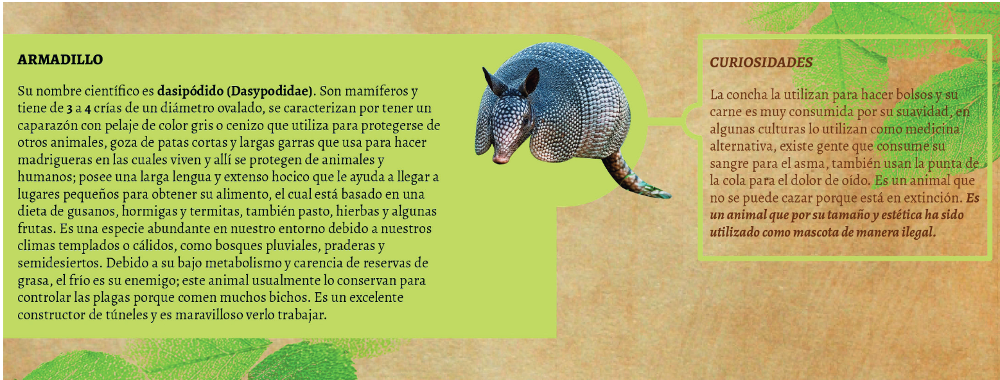 ARMADILLO
Su nombre científico es dasipódido (Dasypodidae). Son mamíferos y
tiene de 3 a 4 crías de un diámetro ovalado, se caracterizan por tener un
caparazón con pelaje de color gris o cenizo que utiliza para protegerse de
otros animales, goza de patas cortas y largas garras que usa para hacer
madrigueras en las cuales viven y allí se protegen de animales y
humanos; posee una larga lengua y extenso hocico que le ayuda a llegar a
lugares pequeños para obtener su alimento, el cual está basado en una
dieta de gusanos, hormigas y termitas, también pasto, hierbas y algunas
frutas. Es una especie abundante en nuestro entorno debido a nuestros
climas templados o cálidos, como bosques pluviales, praderas y
semidesiertos. Debido a su bajo metabolismo y carencia de reservas de
grasa, el frío es su enemigo; este animal usualmente lo conservan para
controlar las plagas porque comen muchos bichos. Es un excelente
constructor de túneles y es maravilloso verlo trabajar.
CURIOSIDADES
La concha la utilizan para hacer bolsos y su
carne es muy consumida por su suavidad, en
algunas culturas lo utilizan como medicina
alternativa, existe gente que consume su
sangre para el asma, también usan la punta de
la cola para el dolor de oído. Es un animal que
no se puede cazar porque está en extinción. Es
un animal que por su tamaño y estética ha sido
utilizado como mascota de manera ilegal.